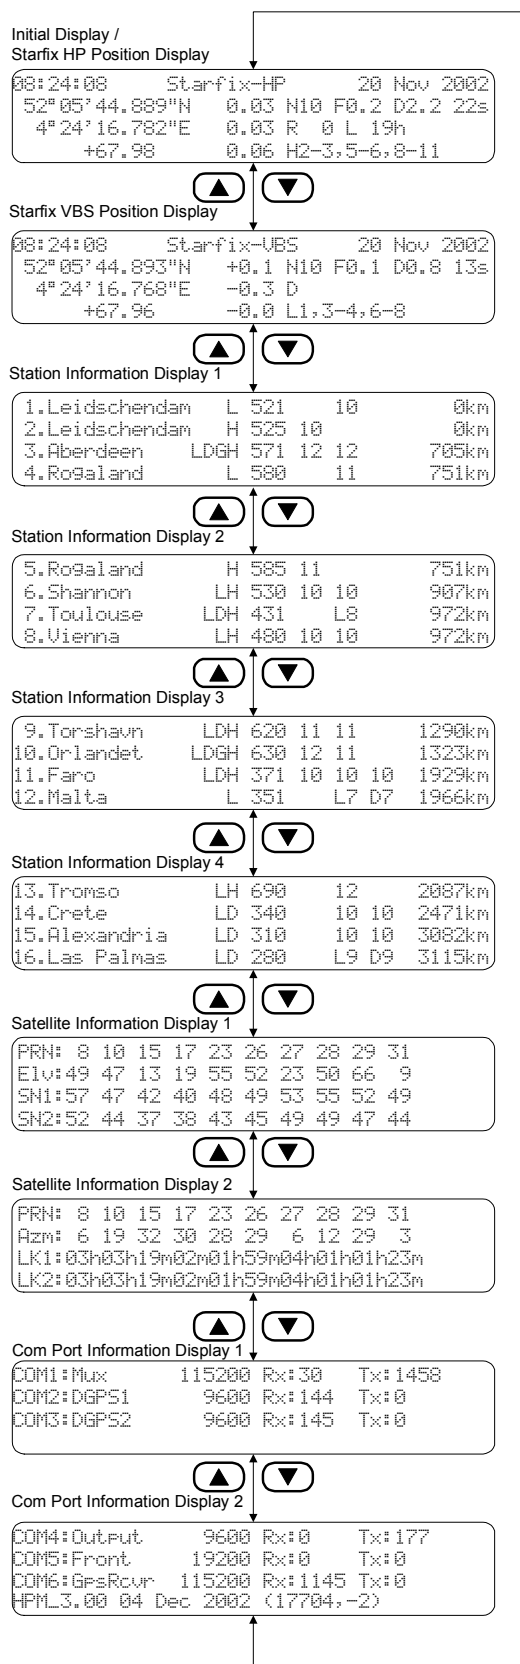 Initial Display /
Starfix HP Position Display
08:24:08 Starfix-HP 20 Nov 2002
52°05'44.889"N 0.03 N10 F0.2 D2.2 22s
4°24'16.782"E 0.03 R 0 L 19h
+67.98 0.06 H2-3,5-6,8-11
Starfix VBS Position Display
08:24:08 Starfix-VBS 20 Nov 2002
52°05'44.893"N +0.1 N10 F0.1 D0.8 13s
4°24'16.768"E -0.3 D
+67.96 -0.0 L1,3-4,6-8
Station Information Display 1
1.Leidschendam L 521 10 0km
2.Leidschendam H 525 10 0km
3.Aberdeen LDGH 571 12 12 705km
4.Rogaland L 580 11 751km
Station Information Display 2
5.Rogaland H 585 11 751km
6.Shannon LH 530 10 10 907km
7.Toulouse LDH 431 L8 972km
8.Vienna LH 480 10 10 972km
Station Information Display 3
9.Torshavn LDH 620 11 11 1290km
10.Orlandet LDGH 630 12 11 1323km
11.Faro LDH 371 10 10 10 1929km
12.Malta L 351 L7 D7 1966km
Station Information Display 4
13.Tromso LH 690 12 2087km
14.Crete LD 340 10 10 2471km
15.Alexandria LD 310 10 10 3082km
16.Las Palmas LD 280 L9 D9 3115km
Satellite Information Display 1
PRN: 8 10 15 17 23 26 27 28 29 31
Elv:49 47 13 19 55 52 23 50 66 9
SN1:57 47 42 40 48 49 53 55 52 49
SN2:52 44 37 38 43 45 49 49 47 44
Satellite Information Display 2
PRN: 8 10 15 17 23 26 27 28 29 31
Azm: 6 19 32 30 28 29 6 12 29 3
LK1:03h03h19m02m01h59m04h01h01h23m
LK2:03h03h19m02m01h59m04h01h01h23m
Com Port Information Display 1
COM1:Mux 115200 Rx:30 Tx:1458
COM2:DGPS1 9600 Rx:144 Tx:0
COM3:DGPS2 9600 Rx:145 Tx:0
Com Port Information Display 2
COM4:Output 9600 Rx:0 Tx:177
COM5:Front 19200 Rx:0 Tx:0
COM6:GpsRcvr 115200 Rx:1145 Tx:0
HPM_3.00 04 Dec 2002 (17704,-2)